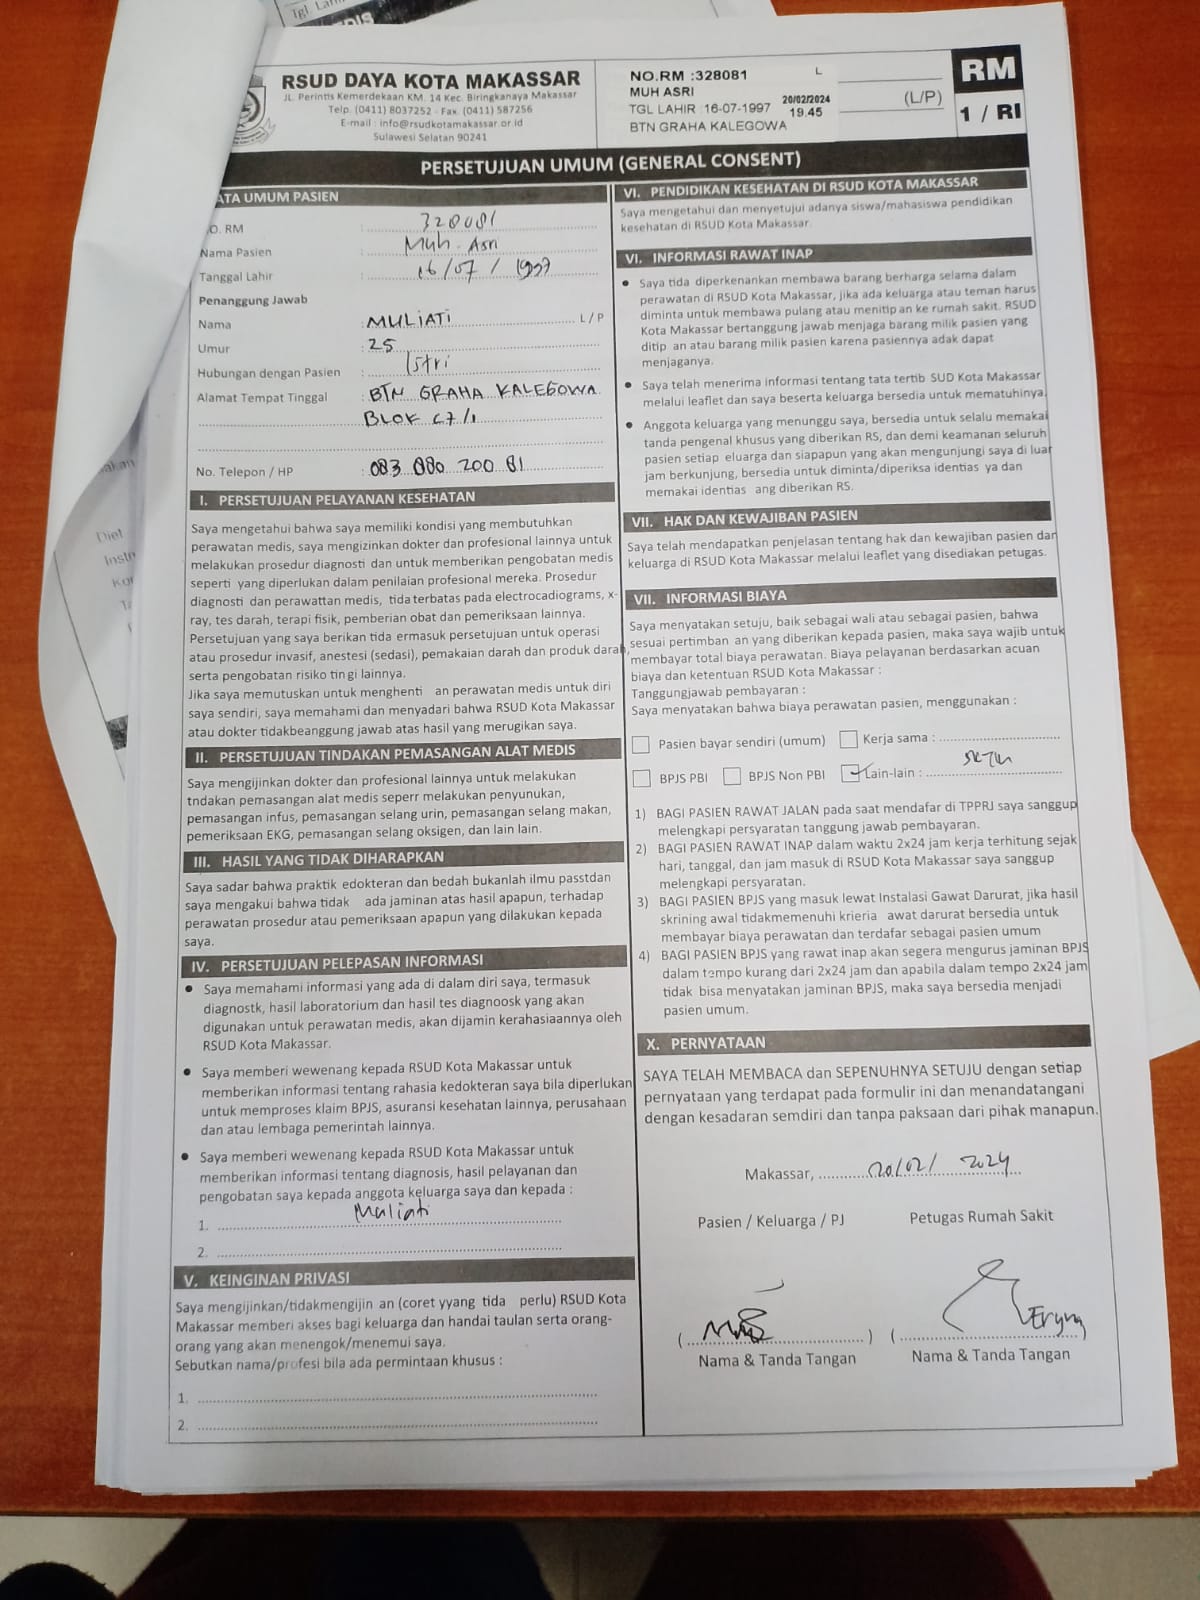 Tgl. Lahir
RSUD DAYA KOTA MAKASSAR
JL. Perintis Kemerdekaan KM. 14 Kec. Biringkanaya Makassar
Telp. (0411) 8037252 - Fax. (0411) 587256
E-mail : info@rsudkotamakassar.or.id
Sulawesi Selatan 90241
NO.RM :328081 L
MUH ASRI
TGL LAHIR :16-07-1997 20/02/2024 19.45
BTN GRAHA KALEGOWA
(L/P)
RM
1 / RI
PERSETUJUAN UMUM (GENERAL CONSENT)
ATA UMUM PASIEN
O. RM : 328081
Nama Pasien : Muh. Asri
Tanggal Lahir : 16/07/1997
Penanggung Jawab
Nama : MULIATI L / P
Umur : 25
Hubungan dengan Pasien : Istri
Alamat Tempat Tinggal : BTN GRAHA KALEGOWA
BLOK C7/1
No. Telepon / HP : 083 880 200 81
I. PERSETUJUAN PELAYANAN KESEHATAN
Saya mengetahui bahwa saya memiliki kondisi yang membutuhkan
perawatan medis, saya mengizinkan dokter dan profesional lainnya untuk
melakukan prosedur diagnosti dan untuk memberikan pengobatan medis
seperti yang diperlukan dalam penilaian profesional mereka. Prosedur
diagnosti dan perawattan medis, tida terbatas pada electrocadiograms, x-
ray, tes darah, terapi fisik, pemberian obat dan pemeriksaan lainnya.
Persetujuan yang saya berikan tida ermasuk persetujuan untuk operasi
atau prosedur invasif, anestesi (sedasi), pemakaian darah dan produk darah,
serta pengobatan risiko tin gi lainnya.
Jika saya memutuskan untuk menghenti an perawatan medis untuk diri
saya sendiri, saya memahami dan menyadari bahwa RSUD Kota Makassar
atau dokter tidakbeanggung jawab atas hasil yang merugikan saya.
II. PERSETUJUAN TINDAKAN PEMASANGAN ALAT MEDIS
Saya mengijinkan dokter dan profesional lainnya untuk melakukan
tndakan pemasangan alat medis seperr melakukan penyunukan,
pemasangan infus, pemasangan selang urin, pemasangan selang makan,
pemeriksaan EKG, pemasangan selang oksigen, dan lain lain.
III. HASIL YANG TIDAK DIHARAPKAN
Saya sadar bahwa praktik edokteran dan bedah bukanlah ilmu passtdan
saya mengakui bahwa tidak ada jaminan atas hasil apapun, terhadap
perawatan prosedur atau pemeriksaan apapun yang dilakukan kepada
saya.
IV. PERSETUJUAN PELEPASAN INFORMASI
• Saya memahami informasi yang ada di dalam diri saya, termasuk
diagnostk, hasil laboratorium dan hasil tes diagnoosk yang akan
digunakan untuk perawatan medis, akan dijamin kerahasiaannya oleh
RSUD Kota Makassar.
• Saya memberi wewenang kepada RSUD Kota Makassar untuk
memberikan informasi tentang rahasia kedokteran saya bila diperlukan
untuk memproses klaim BPJS, asuransi kesehatan lainnya, perusahaan
dan atau lembaga pemerintah lainnya.
• Saya memberi wewenang kepada RSUD Kota Makassar untuk
memberikan informasi tentang diagnosis, hasil pelayanan dan
pengobatan saya kepada anggota keluarga saya dan kepada :
1. Muliati
2.
V. KEINGINAN PRIVASI
Saya mengijinkan/tidakmengijin an (coret yyang tida perlu) RSUD Kota
Makassar memberi akses bagi keluarga dan handai taulan serta orang-
orang yang akan menengok/menemui saya.
Sebutkan nama/profesi bila ada permintaan khusus :
1.
2.
VI. PENDIDIKAN KESEHATAN DI RSUD KOTA MAKASSAR
Saya mengetahui dan menyetujui adanya siswa/mahasiswa pendidikan
kesehatan di RSUD Kota Makassar.
VI. INFORMASI RAWAT INAP
• Saya tida diperkenankan membawa barang berharga selama dalam
perawatan di RSUD Kota Makassar, jika ada keluarga atau teman harus
diminta untuk membawa pulang atau menitip an ke rumah sakit. RSUD
Kota Makassar bertanggung jawab menjaga barang milik pasien yang
ditip an atau barang milik pasien karena pasiennya adak dapat
menjaganya.
• Saya telah menerima informasi tentang tata tertib SUD Kota Makassar
melalui leaflet dan saya beserta keluarga bersedia untuk mematuhinya.
• Anggota keluarga yang menunggu saya, bersedia untuk selalu memakai
tanda pengenal khusus yang diberikan RS, dan demi keamanan seluruh
pasien setiap eluarga dan siapapun yang akan mengunjungi saya di luar
jam berkunjung, bersedia untuk diminta/diperiksa identias ya dan
memakai identias ang diberikan RS.
VII. HAK DAN KEWAJIBAN PASIEN
Saya telah mendapatkan penjelasan tentang hak dan kewajiban pasien dan
keluarga di RSUD Kota Makassar melalui leaflet yang disediakan petugas.
VII. INFORMASI BIAYA
Saya menyatakan setuju, baik sebagai wali atau sebagai pasien, bahwa
sesuai pertimban an yang diberikan kepada pasien, maka saya wajib untuk
membayar total biaya perawatan. Biaya pelayanan berdasarkan acuan
biaya dan ketentuan RSUD Kota Makassar :
Tanggungjawab pembayaran :
Saya menyatakan bahwa biaya perawatan pasien, menggunakan :
Pasien bayar sendiri (umum) Kerja sama :
BPJS PBI BPJS Non PBI Lain-lain :
1) BAGI PASIEN RAWAT JALAN pada saat mendafar di TPPRJ saya sanggup
melengkapi persyaratan tanggung jawab pembayaran.
2) BAGI PASIEN RAWAT INAP dalam waktu 2x24 jam kerja terhitung sejak
hari, tanggal, dan jam masuk di RSUD Kota Makassar saya sanggup
melengkapi persyaratan.
3) BAGI PASIEN BPJS yang masuk lewat Instalasi Gawat Darurat, jika hasil
skrining awal tidakmemenuhi krieria awat darurat bersedia untuk
membayar biaya perawatan dan terdafar sebagai pasien umum
4) BAGI PASIEN BPJS yang rawat inap akan segera mengurus jaminan BPJS
dalam tempo kurang dari 2x24 jam dan apabila dalam tempo 2x24 jam
tidak bisa menyatakan jaminan BPJS, maka saya bersedia menjadi
pasien umum.
X. PERNYATAAN
SAYA TELAH MEMBACA dan SEPENUHNYA SETUJU dengan setiap
pernyataan yang terdapat pada formulir ini dan menandatangani
dengan kesadaran semdiri dan tanpa paksaan dari pihak manapun.
Makassar, 20/02/2024
Pasien / Keluarga / PJ Petugas Rumah Sakit
Nama & Tanda Tangan Nama & Tanda Tangan
Diet